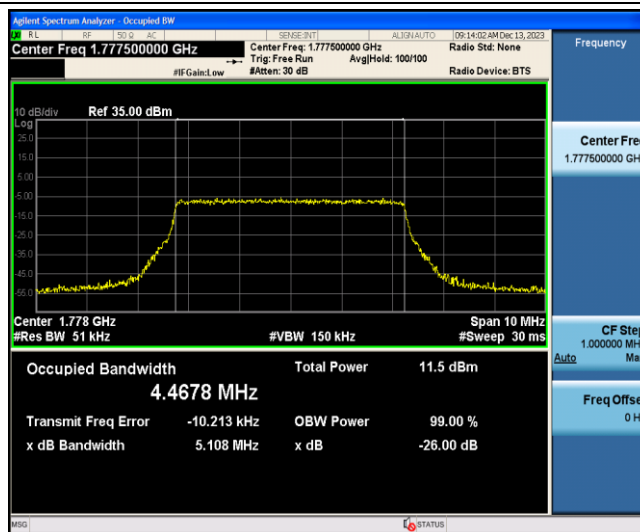 Agilent Spectrum Analyzer - Occupied BW
RL RF 50 Ω AC SENSE:INT ALIGN AUTO 09:14:02 AM Dec 13, 2023
Center Freq 1.777500000 GHz
Center Freq: 1.777500000 GHz Radio Std: None
Trig: Free Run Avg|Hold: 100/100
#IFGain:Low #Atten: 30 dB Radio Device: BTS
10 dB/div Ref 35.00 dBm
Log
25.0
15.0
5.00
-5.00
-15.0
-25.0
-35.0
-45.0
-55.0
Center 1.778 GHz Span 10 MHz
#Res BW 51 kHz #VBW 150 kHz #Sweep 30 ms
Occupied Bandwidth Total Power 11.5 dBm
4.4678 MHz
Transmit Freq Error -10.213 kHz OBW Power 99.00 %
x dB Bandwidth 5.108 MHz x dB -26.00 dB
Frequency
Center Fre
1.777500000 GH
CF Step
1.000000 MH
Auto Ma
Freq Offse
0 H
MSG STATUS